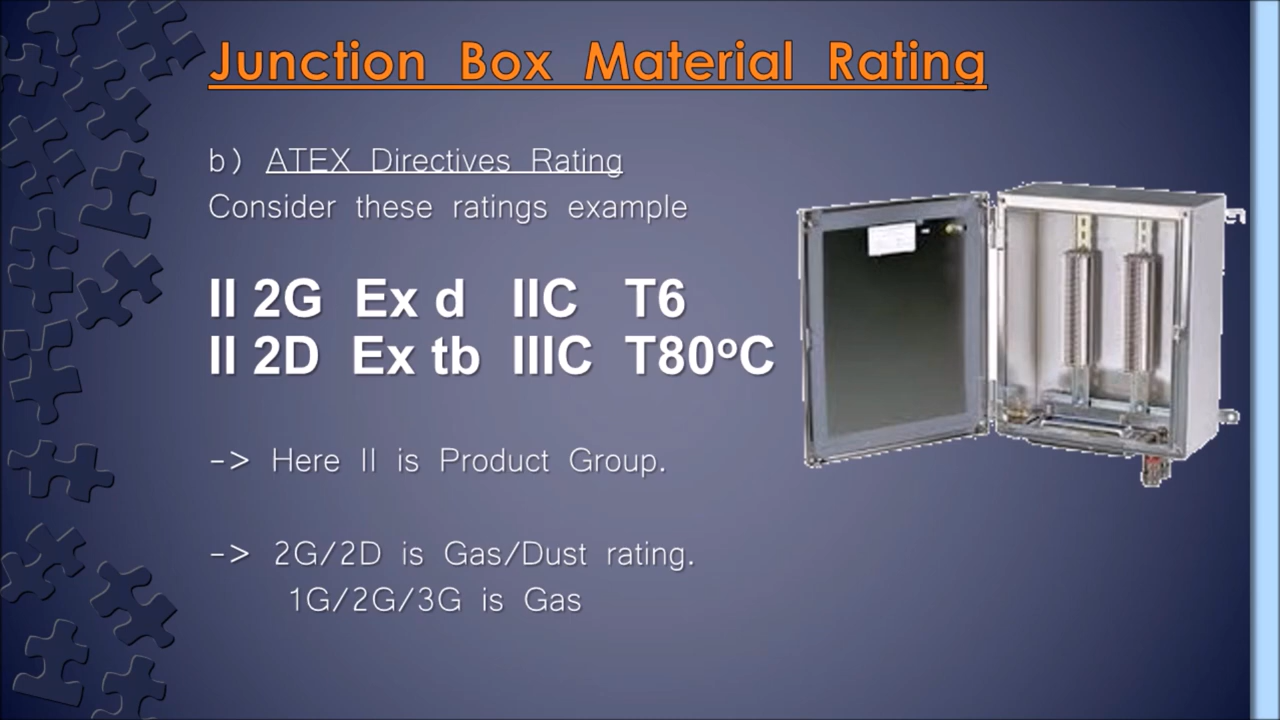 Junction Box Material Rating
b) ATEX Directives Rating
Consider these ratings example
II 2G Ex d IIC T6
II 2D Ex tb IIIC T80°C
-> Here II is Product Group.
-> 2G/2D is Gas/Dust rating.
1G/2G/3G is Gas